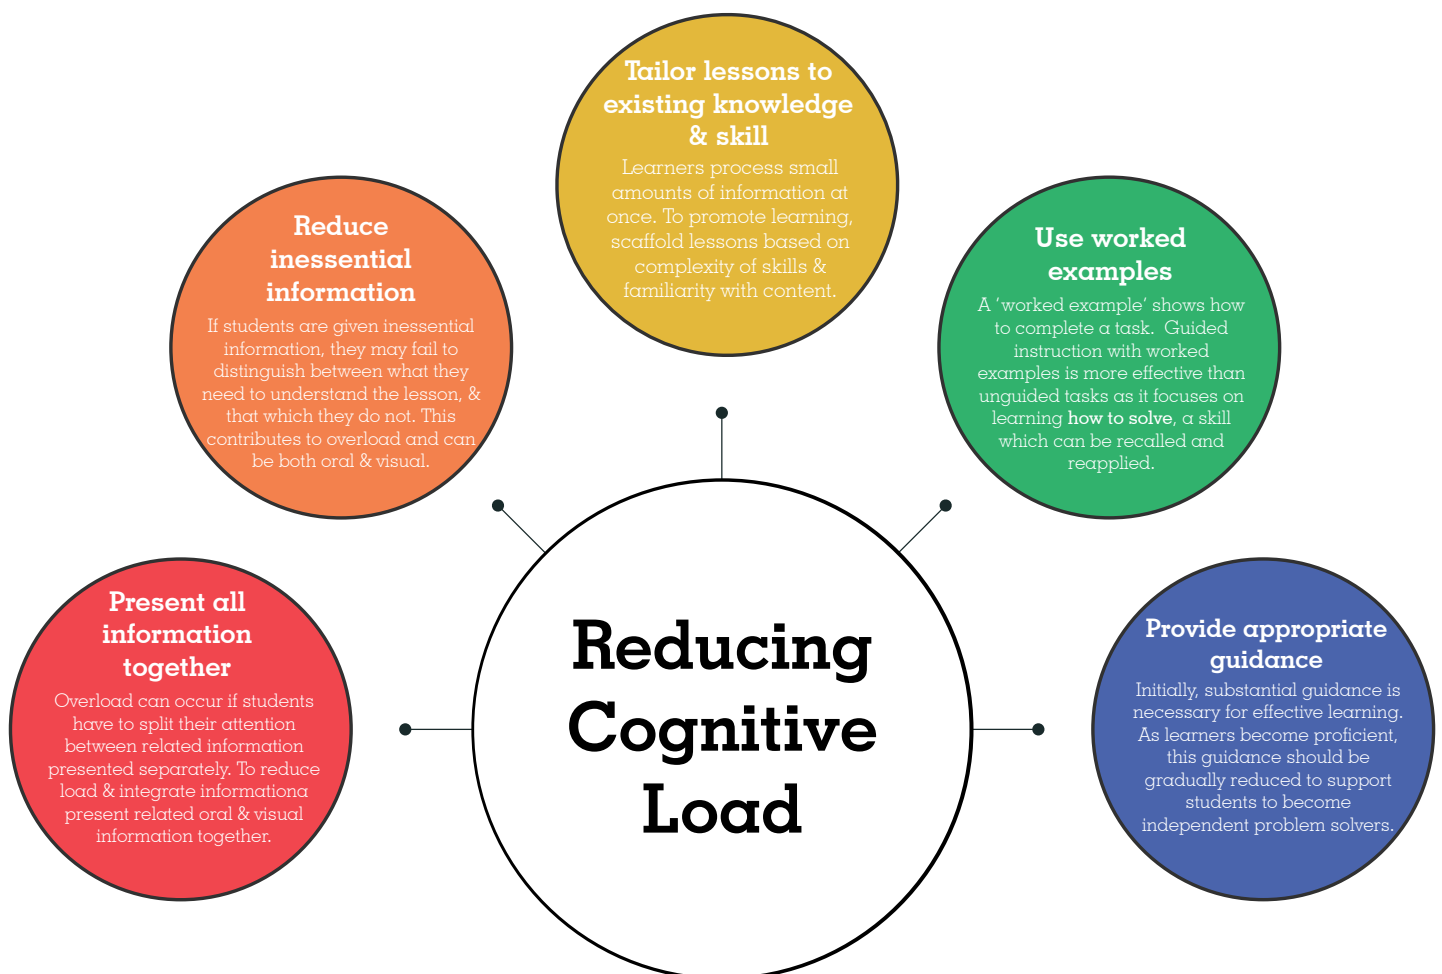 Tailor lessons to
existing knowledge
& skill
Learners process small
amounts of information at
once. To promote learning,
scaffold lessons based on
complexity of skills &
familiarity with content.
Reduce
inessential
information
If students are given inessential
information, they may fail to
distinguish between what they
need to understand the lesson, &
that which they do not. This
contributes to overload and can
be both oral & visual.
Use worked
examples
A 'worked example' shows how
to complete a task.  Guided
instruction with worked
examples is more effective than
unguided tasks as it focuses on
learning how to solve, a skill
which can be recalled and
reapplied.
Present all
information
together
Overload can occur if students
have to split their attention
between related information
presented separately. To reduce
load & integrate informationa
present related oral & visual
information together.
Reducing
Cognitive
Load
Provide appropriate
guidance
Initially, substantial guidance is
necessary for effective learning.
As learners become proficient,
this guidance should be
gradually reduced to support
students to become
independent problem solvers.